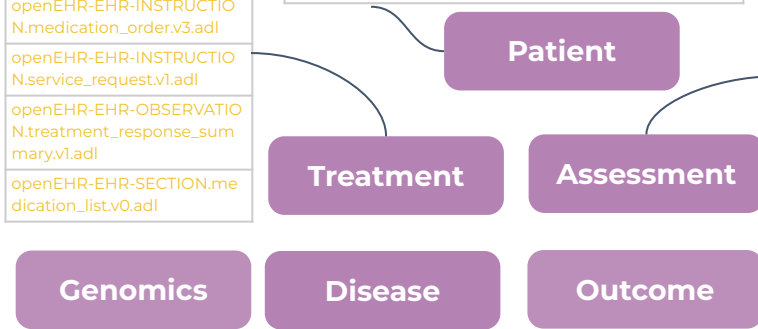 openEHR-EHR-INSTRUCTIO
N.medication_order.v3.adl
openEHR-EHR-INSTRUCTIO
N.service_request.v1.adl
openEHR-EHR-OBSERVATIO
N.treatment_response_sum
mary.v1.adl
openEHR-EHR-SECTION.me
dication_list.v0.adl
Patient
Treatment
Assessment
Genomics
Disease
Outcome